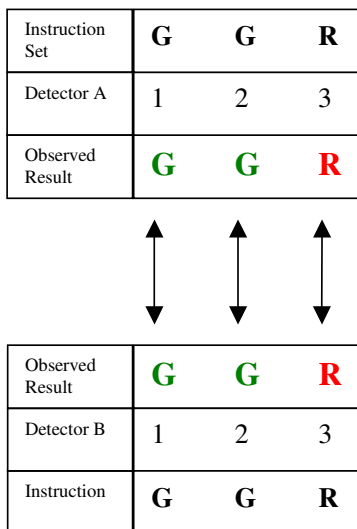 Instruction Set G G R
Detector A 1 2 3
Observed Result G G R
Observed Result G G R
Detector B 1 2 3
Instruction G G R